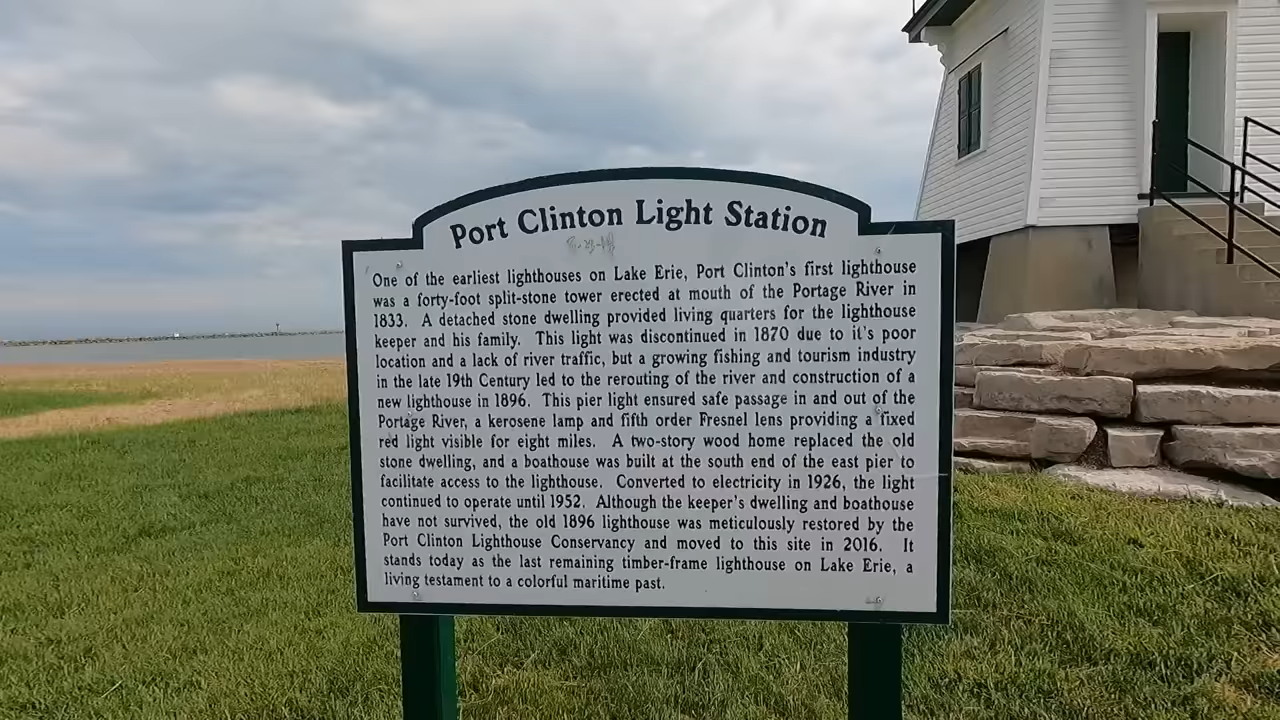 Port Clinton Light Station
One of the earliest lighthouses on Lake Erie, Port Clinton's first lighthouse
was a forty-foot split-stone tower erected at mouth of the Portage River in
1833. A detached stone dwelling provided living quarters for the lighthouse
keeper and his family. This light was discontinued in 1870 due to it's poor
location and a lack of river traffic, but a growing fishing and tourism industry
in the late 19th Century led to the rerouting of the river and construction of a
new lighthouse in 1896. This pier light ensured safe passage in and out of the
Portage River, a kerosene lamp and fifth order Fresnel lens providing a fixed
red light visible for eight miles. A two-story wood home replaced the old
stone dwelling, and a boathouse was built at the south end of the east pier to
facilitate access to the lighthouse. Converted to electricity in 1926, the light
continued to operate until 1952. Although the keeper's dwelling and boathouse
have not survived, the old 1896 lighthouse was meticulously restored by the
Port Clinton Lighthouse Conservancy and moved to this site in 2016. It
stands today as the last remaining timber-frame lighthouse on Lake Erie, a
living testament to a colorful maritime past.